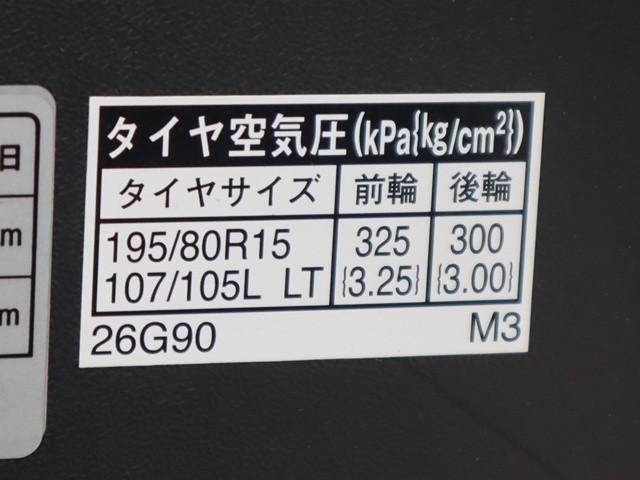 タイヤ空気圧(kPa{kg/cm²})
タイヤサイズ 前輪 後輪
195/80R15 325 300
107/105L LT {3.25} {3.00}
26G90 M3
日
m
m